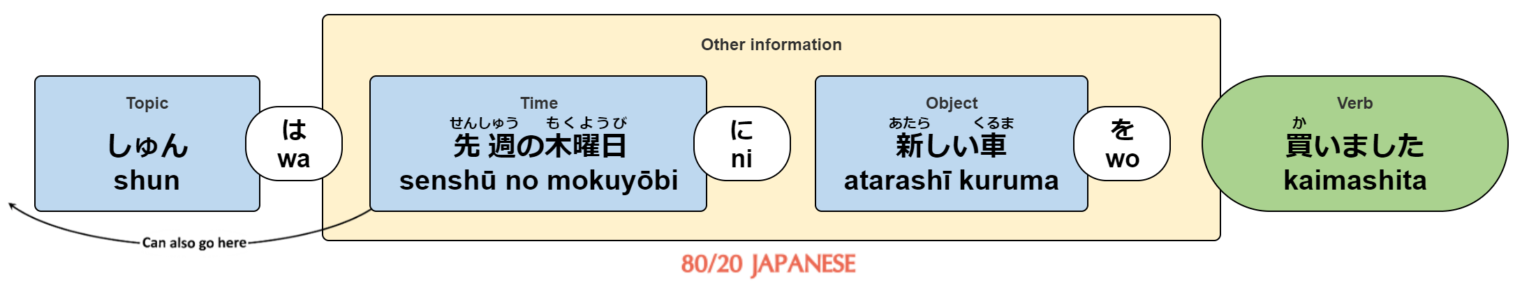 Other information
Topic
しゅん
shun
は
wa
Time
せんしゅう もくようび
先週の木曜日
senshū no mokuyōbi
に
ni
Object
あたら くるま
新しい車
atarashī kuruma
を
wo
Verb
か
買いました
kaimashita
Can also go here
80/20 JAPANESE